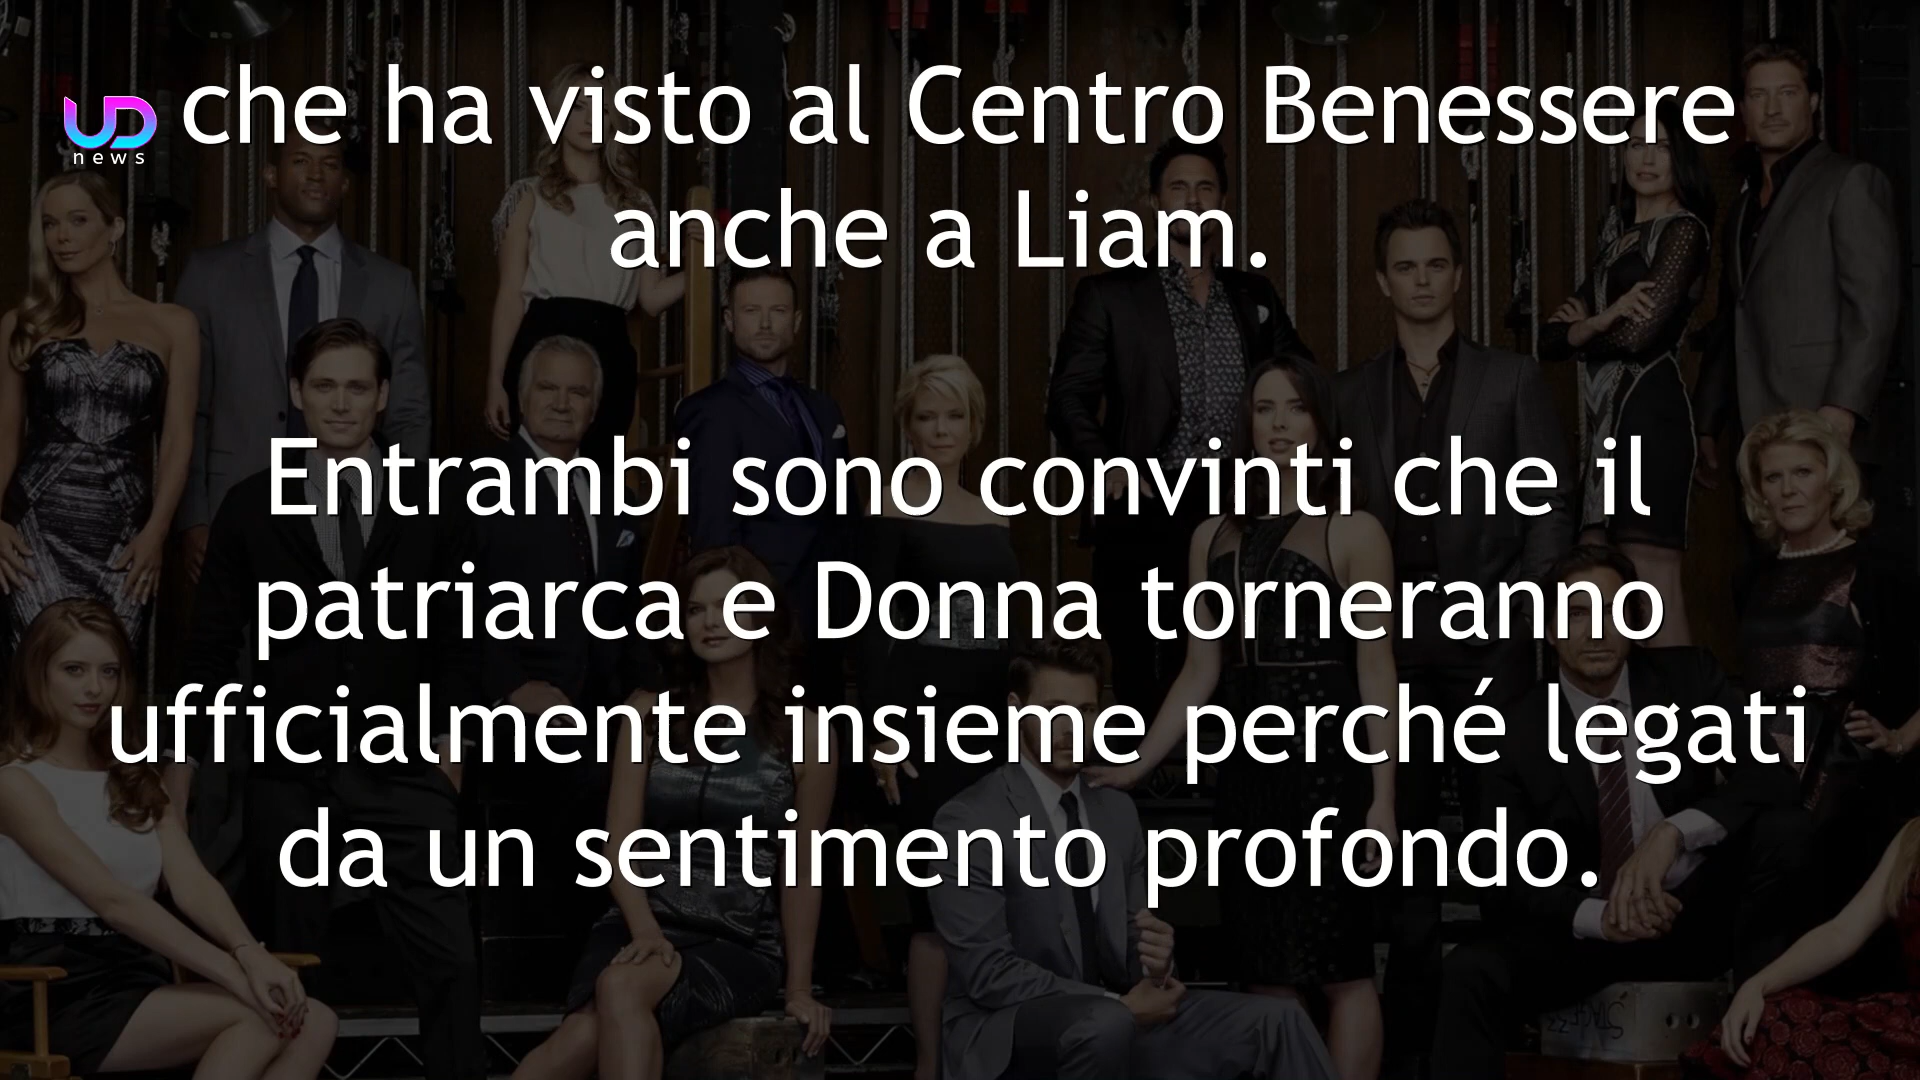 UD
news
che ha visto al Centro Benessere
anche a Liam.
Entrambi sono convinti che il
patriarca e Donna torneranno
ufficialmente insieme perché legati
da un sentimento profondo.